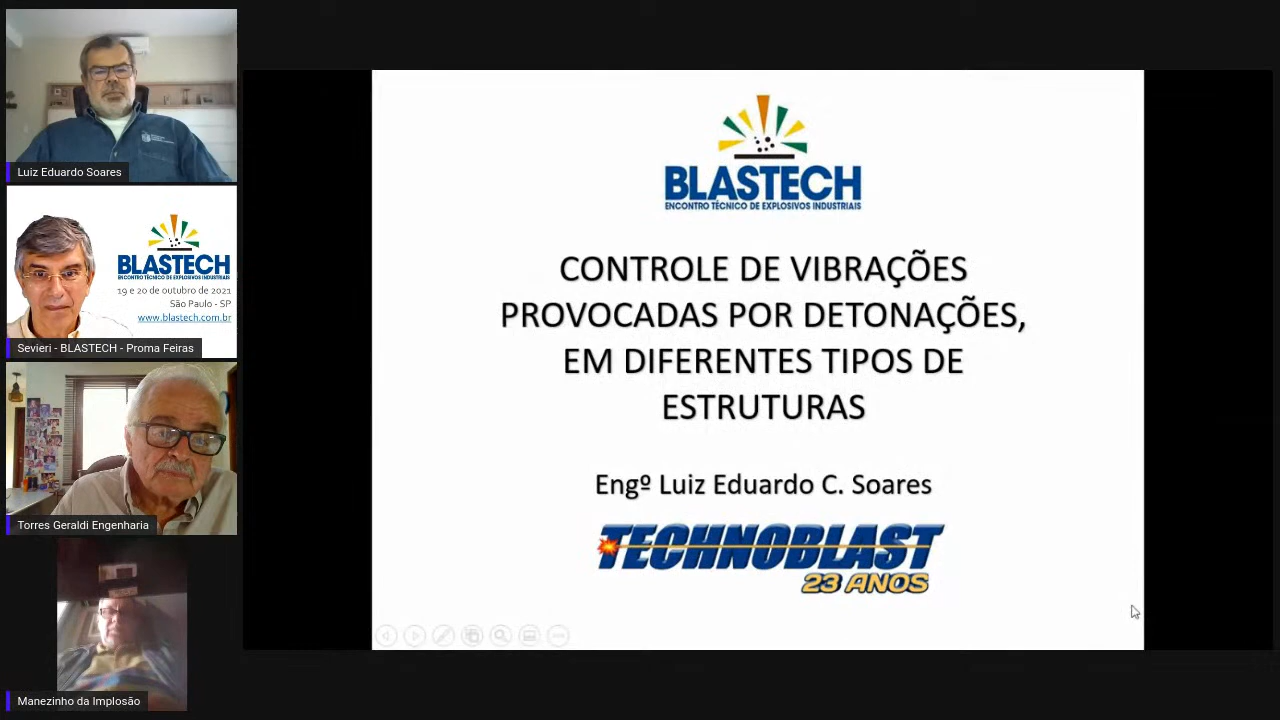 Luiz Eduardo Soares
BLASTECH
ENCONTRO TÉCNICO DE EXPLOSIVOS INDUSTRIAIS
19 e 20 de outubro de 2021
São Paulo - SP
www.blastech.com.br
Sevieri - BLASTECH - Proma Feiras
Torres Geraldi Engenharia
Manezinho da Implosão
BLASTECH
ENCONTRO TÉCNICO DE EXPLOSIVOS INDUSTRIAIS
CONTROLE DE VIBRAÇÕES
PROVOCADAS POR DETONAÇÕES,
EM DIFERENTES TIPOS DE
ESTRUTURAS
Engº Luiz Eduardo C. Soares
TECHNOBLAST
23 ANOS